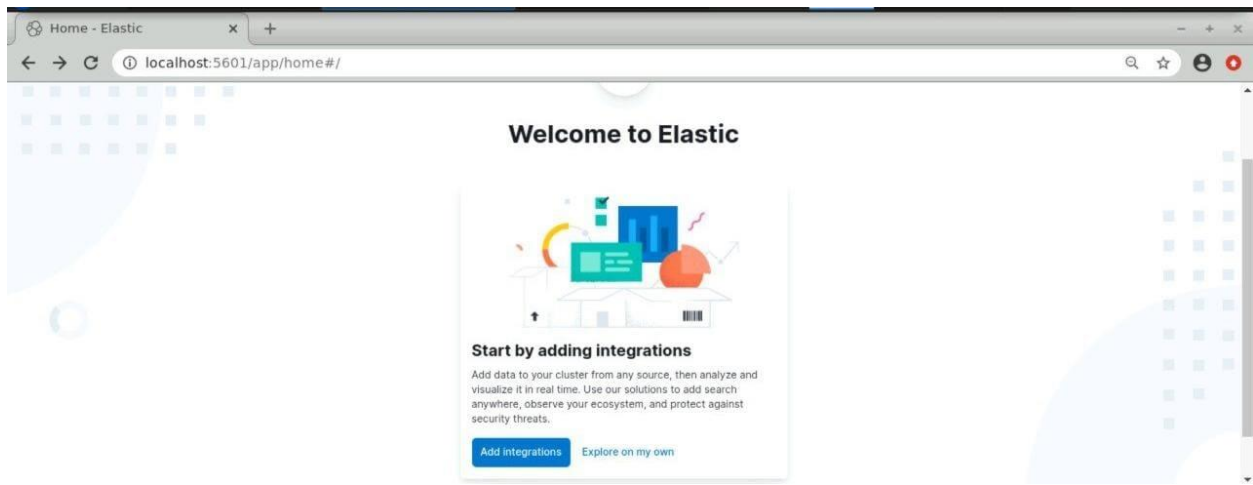 Home - Elastic
localhost:5601/app/home#/
Welcome to Elastic
Start by adding integrations
Add data to your cluster from any source, then analyze and
visualize it in real time. Use our solutions to add search
anywhere, observe your ecosystem, and protect against
security threats.
Add integrations Explore on my own